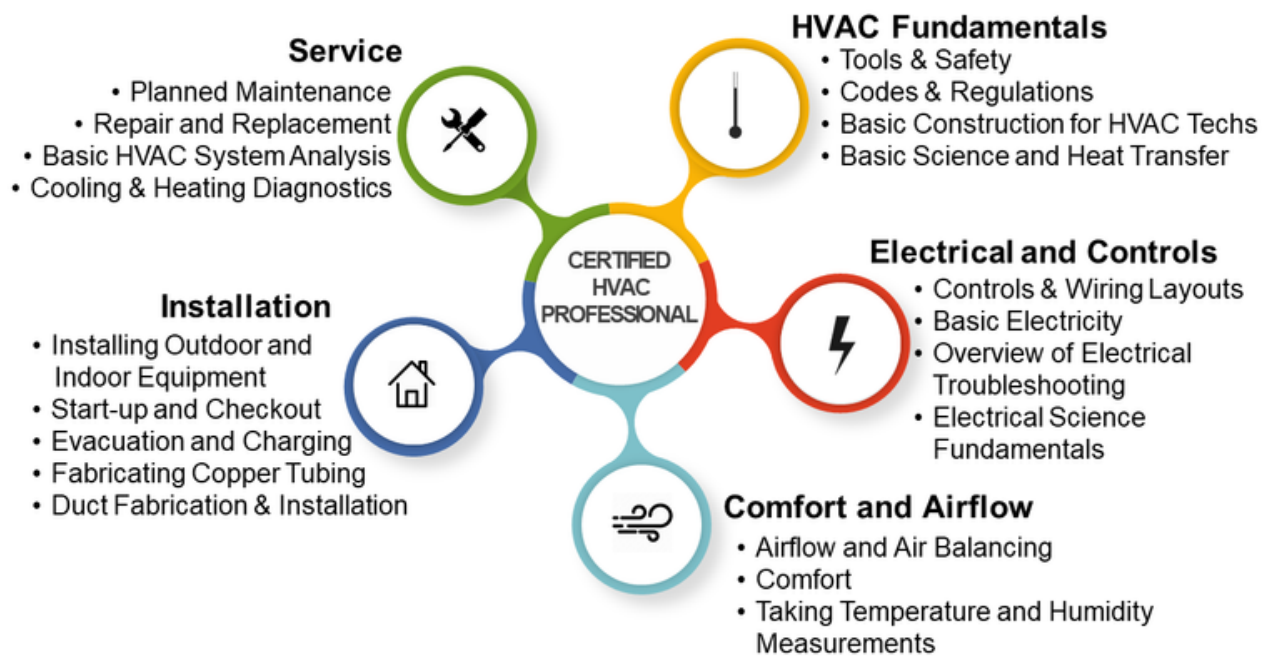 Service
• Planned Maintenance
• Repair and Replacement
• Basic HVAC System Analysis
• Cooling & Heating Diagnostics
HVAC Fundamentals
• Tools & Safety
• Codes & Regulations
• Basic Construction for HVAC Techs
• Basic Science and Heat Transfer
CERTIFIED
HVAC
PROFESSIONAL
Electrical and Controls
• Controls & Wiring Layouts
• Basic Electricity
• Overview of Electrical
Troubleshooting
• Electrical Science
Fundamentals
Installation
• Installing Outdoor and
Indoor Equipment
• Start-up and Checkout
• Evacuation and Charging
• Fabricating Copper Tubing
• Duct Fabrication & Installation
Comfort and Airflow
• Airflow and Air Balancing
• Comfort
• Taking Temperature and Humidity
Measurements